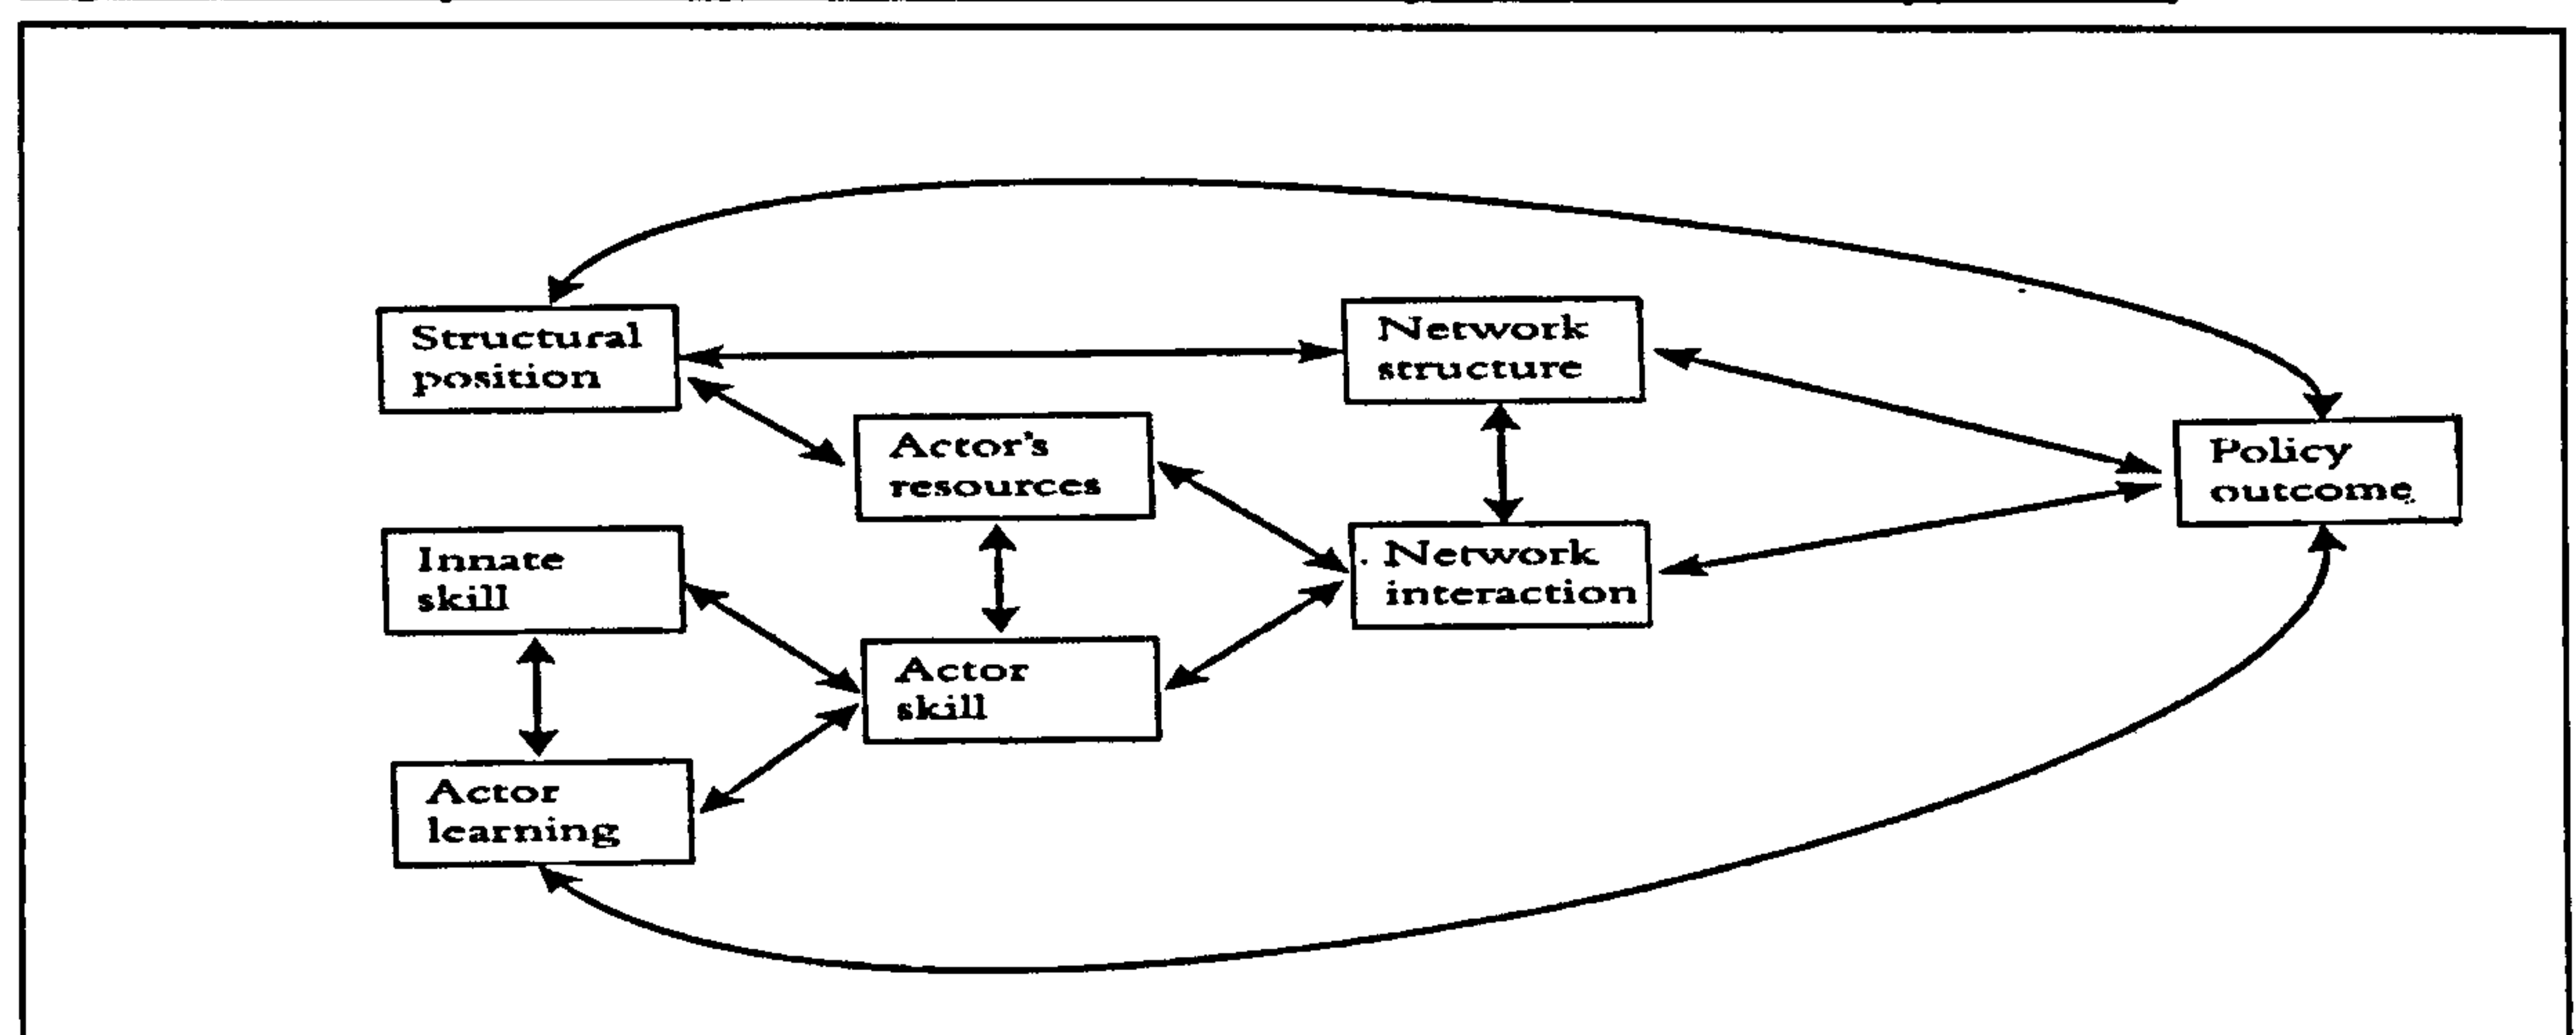 Structural
position
Network
structure
Actor's
resources
Policy
outcome
Innate
skill
Network
interaction
Actor
skill
Actor
learning